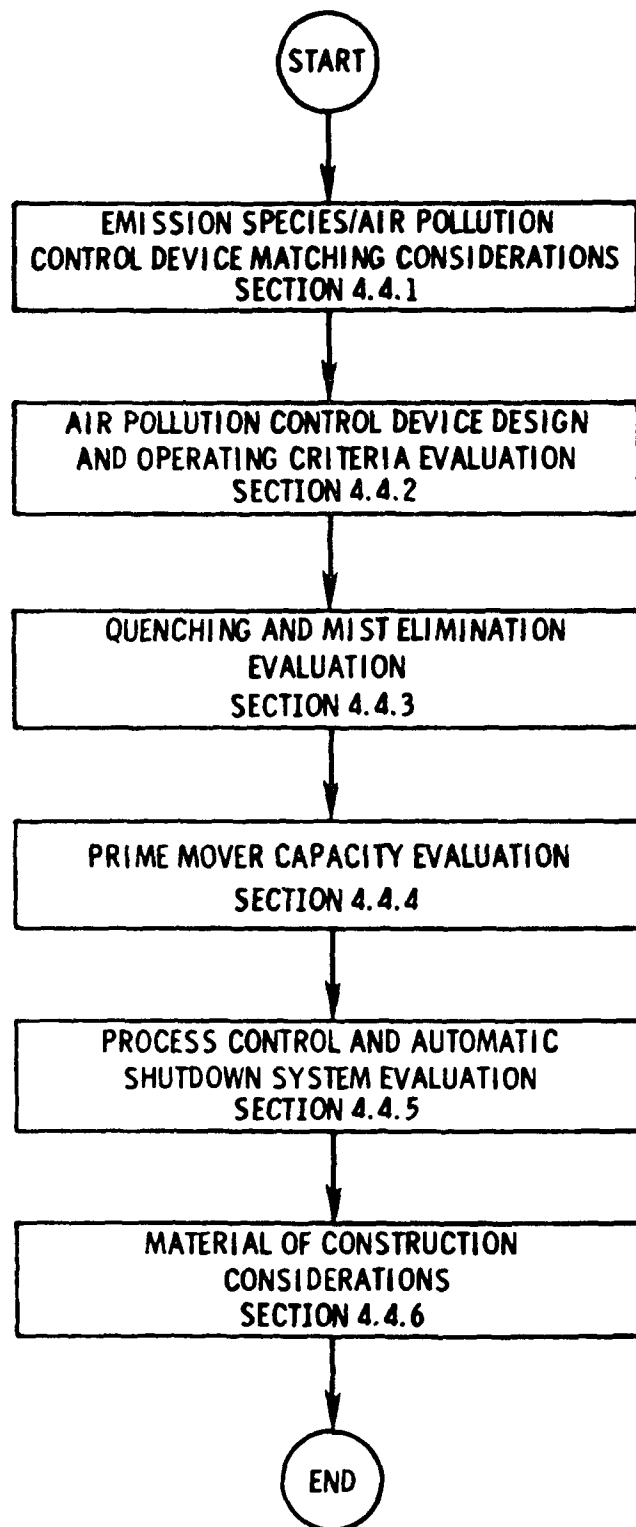 START
EMISSION SPECIES/AIR POLLUTION
CONTROL DEVICE MATCHING CONSIDERATIONS
SECTION 4.4.1
AIR POLLUTION CONTROL DEVICE DESIGN
AND OPERATING CRITERIA EVALUATION
SECTION 4.4.2
QUENCHING AND MIST ELIMINATION
EVALUATION
SECTION 4.4.3
PRIME MOVER CAPACITY EVALUATION
SECTION 4.4.4
PROCESS CONTROL AND AUTOMATIC
SHUTDOWN SYSTEM EVALUATION
SECTION 4.4.5
MATERIAL OF CONSTRUCTION
CONSIDERATIONS
SECTION 4.4.6
END